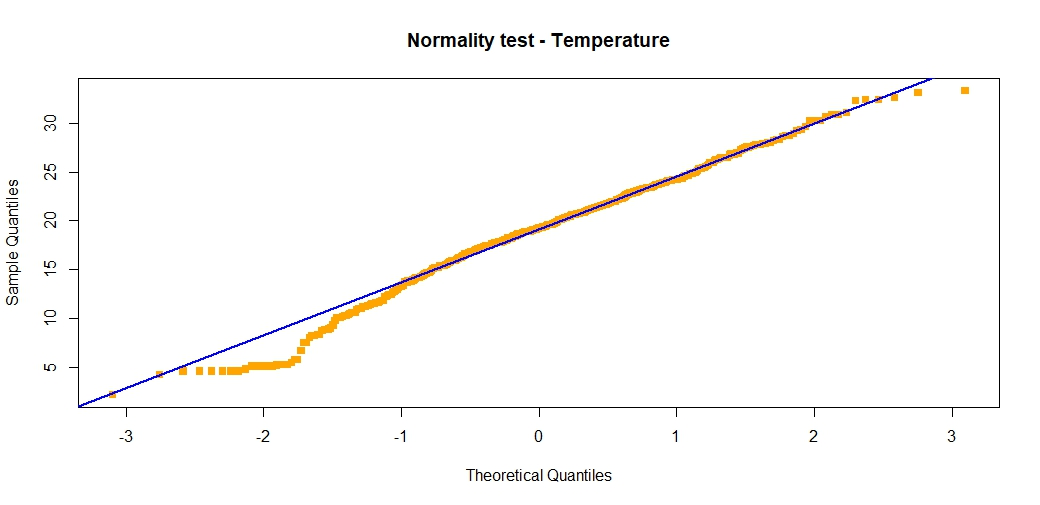 Normality test - Temperature
Sample Quantiles
30
25
20
15
10
5
-3 -2 -1 0 1 2 3
Theoretical Quantiles